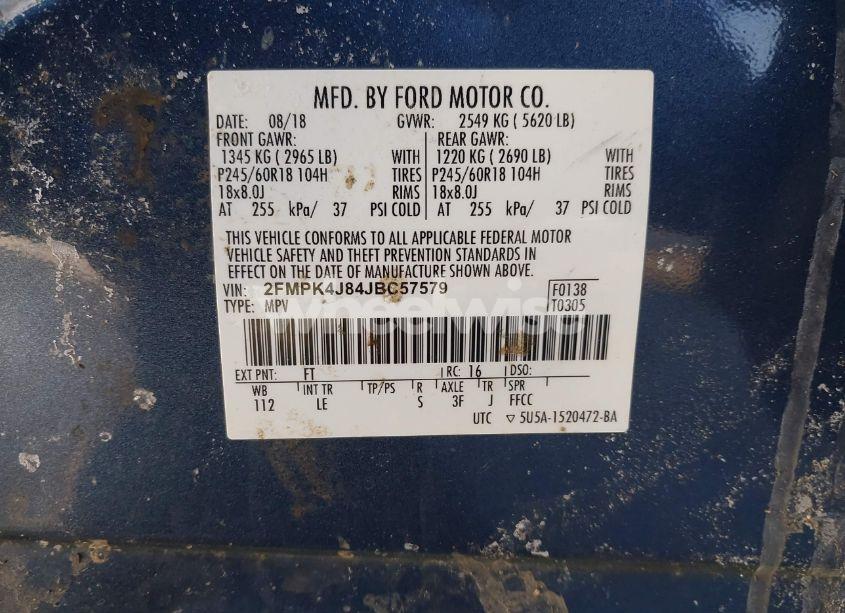 MFD. BY FORD MOTOR CO.
DATE: 08/18 GVWR: 2549 KG ( 5620 LB)
FRONT GAWR: REAR GAWR:
1345 KG ( 2965 LB) WITH 1220 KG ( 2690 LB) WITH
P245/60R18 104H TIRES P245/60R18 104H TIRES
18x8.0J RIMS 18x8.0J RIMS
AT 255 kPa/ 37 PSI COLD AT 255 kPa/ 37 PSI COLD
THIS VEHICLE CONFORMS TO ALL APPLICABLE FEDERAL MOTOR
VEHICLE SAFETY AND THEFT PREVENTION STANDARDS IN
EFFECT ON THE DATE OF MANUFACTURE SHOWN ABOVE.
VIN: 2FMPK4J84JBC57579 F0138
TYPE: MPV T0305
wheelwise
EXT PNT: FT RC: 16 DSO:
WB INT TR TP/PS R AXLE TR SPR
112 LE S 3F J FFCC
UTC ▽ 5U5A-1520472-BA